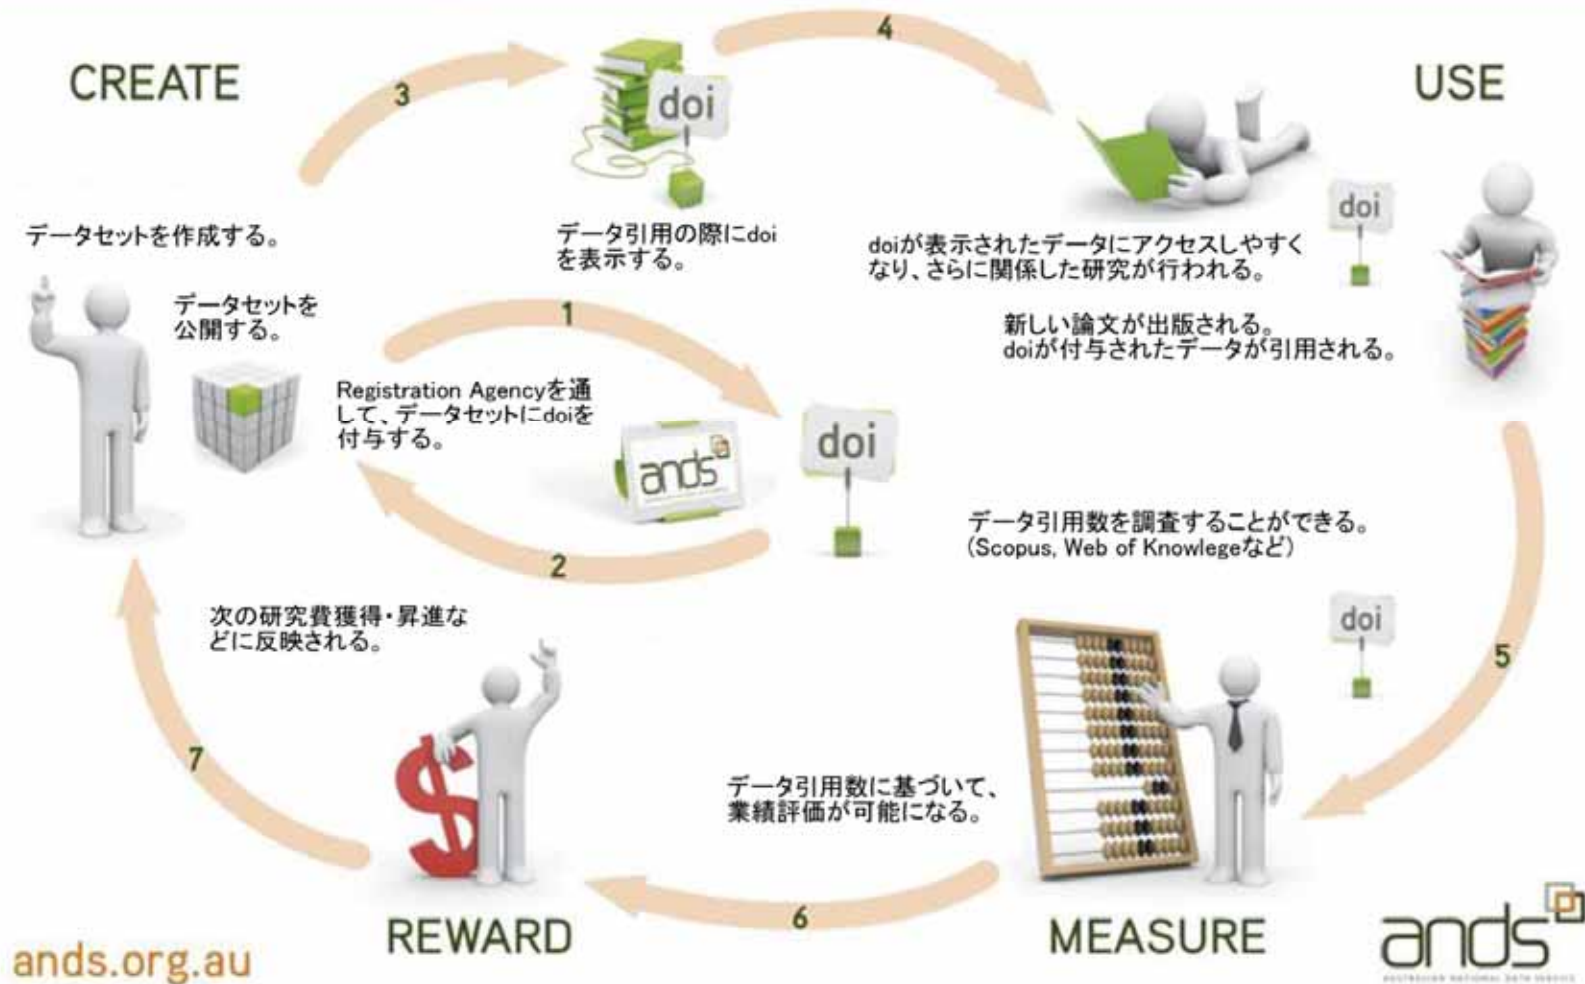 CREATE
USE
3
4
doi
データセットを作成する。
データセットを
公開する。
データ引用の際にdoi
を表示する。
doiが表示されたデータにアクセスしやすく
なり、さらに関係した研究が行われる。
doi
新しい論文が出版される。
doiが付与されたデータが引用される。
1
Registration Agencyを通
して、データセットにdoiを
付与する。
ands
doi
2
データ引用数を調査することができる。
(Scopus, Web of Knowlegeなど)
doi
5
次の研究費獲得・昇進な
どに反映される。
7
データ引用数に基づいて、
業績評価が可能になる。
6
REWARD
MEASURE
ands.org.au
ands
AUSTRALIAN NATIONAL DATA SERVICE